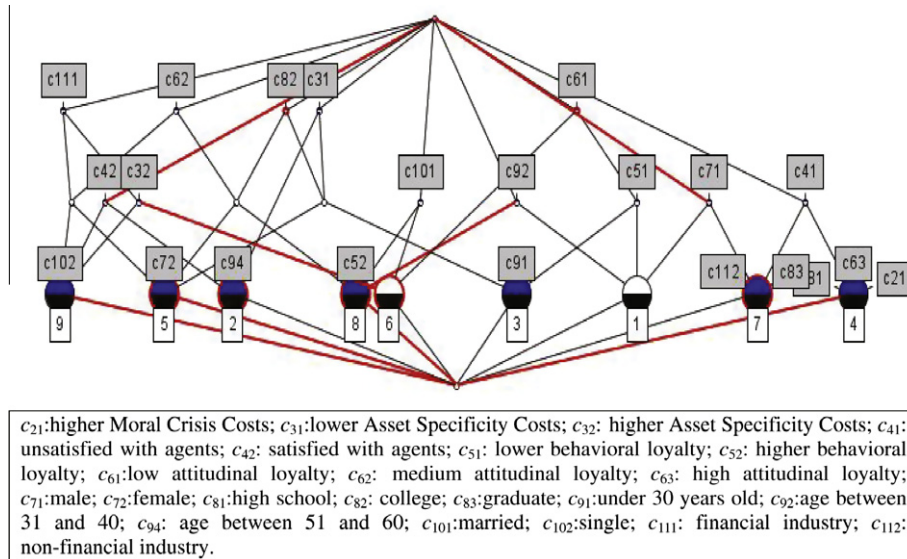 c111
c62
c82
c31
c61
c42
c32
c101
c92
c51
c71
c41
c102
c72
c94
c52
c91
c112
c83
81
c63
c21
9
5
2
8
6
3
1
7
4
c21:higher Moral Crisis Costs; c31:lower Asset Specificity Costs; c32: higher Asset Specificity Costs; c41:
unsatisfied with agents; c42: satisfied with agents; c51: lower behavioral loyalty; c52: higher behavioral
loyalty; c61:low attitudinal loyalty; c62: medium attitudinal loyalty; c63: high attitudinal loyalty;
c71:male; c72:female; c81:high school; c82: college; c83:graduate; c91:under 30 years old; c92:age between
31 and 40; c94: age between 51 and 60; c101:married; c102:single; c111: financial industry; c112:
non-financial industry.